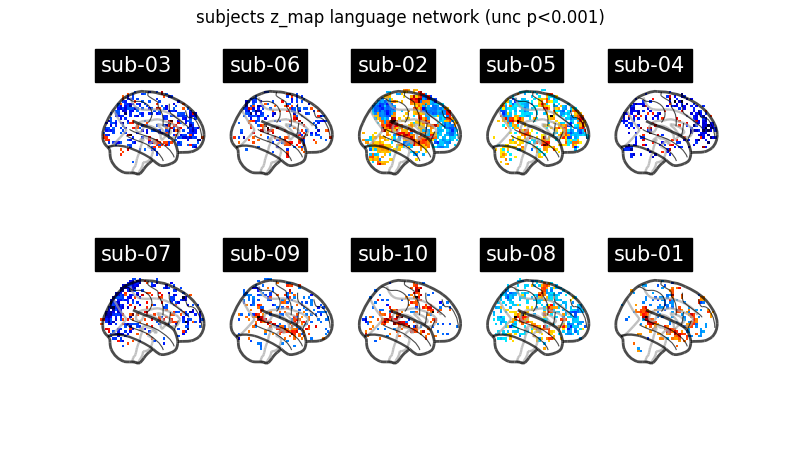 subjects z_map language network (unc p<0.001)
sub-03 sub-06 sub-02 sub-05 sub-04
sub-07 sub-09 sub-10 sub-08 sub-01